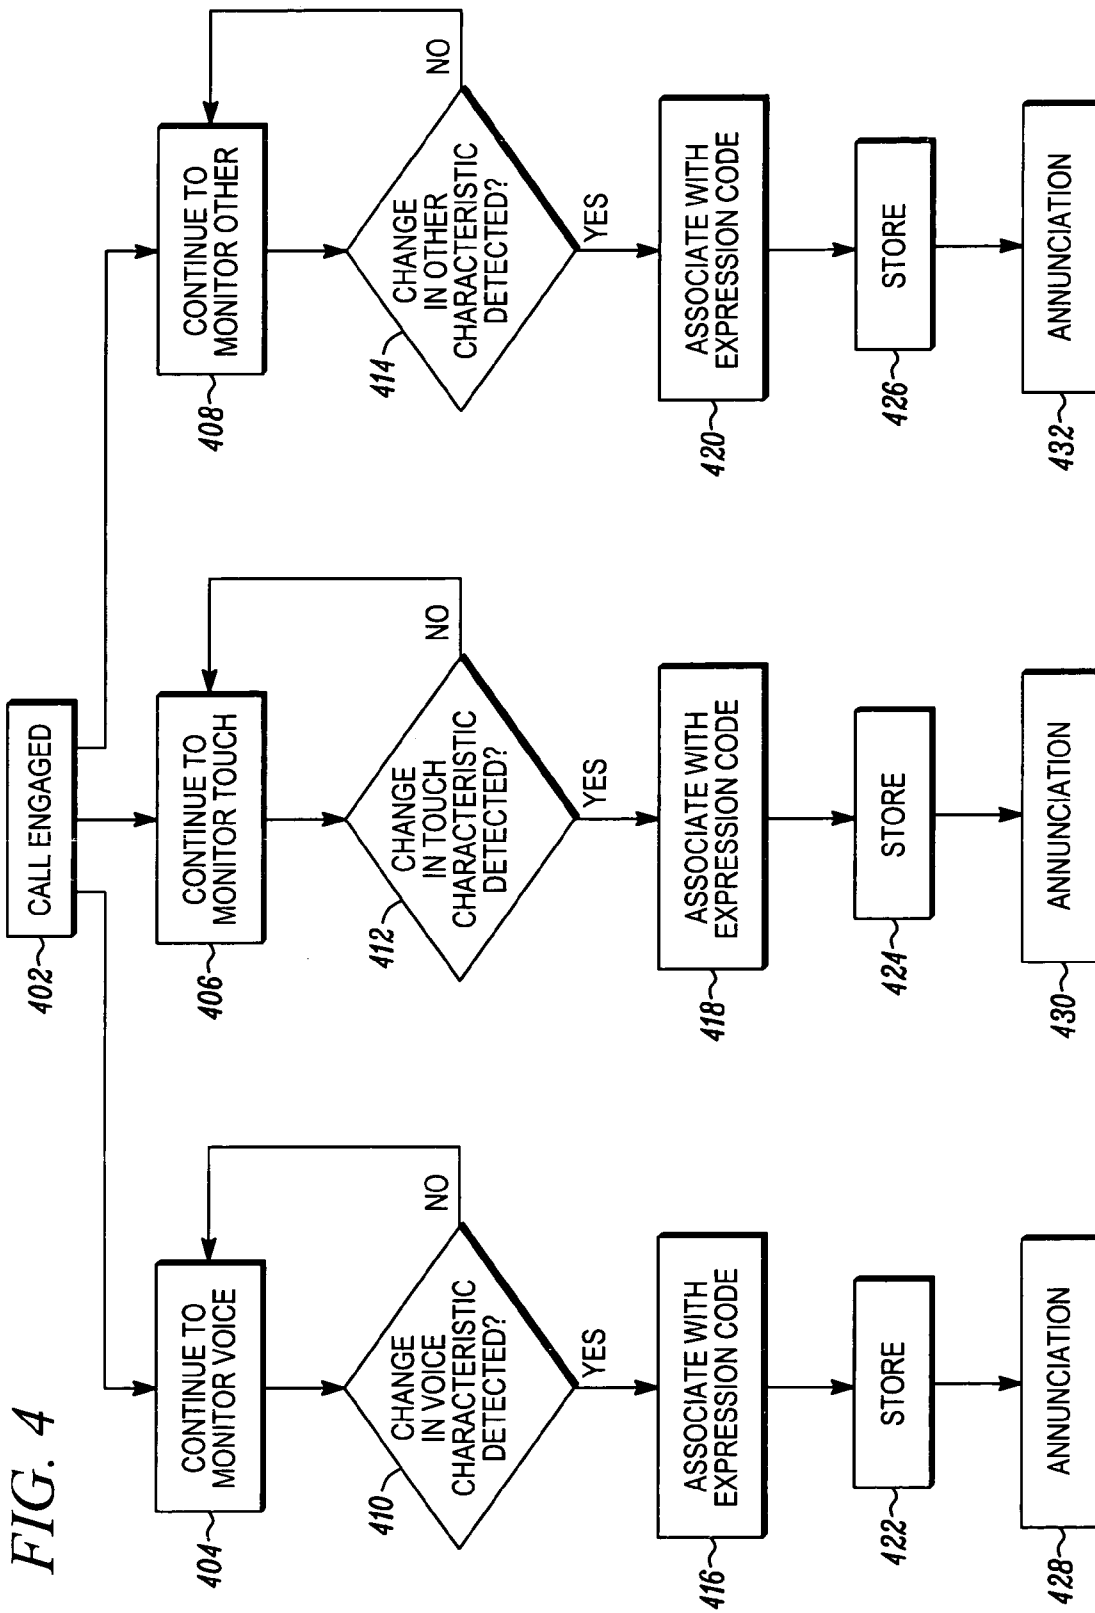 FIG. 4
402
CALL ENGAGED
404
CONTINUE TO
MONITOR VOICE
406
CONTINUE TO
MONITOR TOUCH
408
CONTINUE TO
MONITOR OTHER
410
CHANGE
IN VOICE
CHARACTERISTIC
DETECTED?
NO
YES
412
CHANGE
IN TOUCH
CHARACTERISTIC
DETECTED?
NO
YES
414
CHANGE
IN OTHER
CHARACTERISTIC
DETECTED?
NO
YES
416
ASSOCIATE WITH
EXPRESSION CODE
418
ASSOCIATE WITH
EXPRESSION CODE
420
ASSOCIATE WITH
EXPRESSION CODE
422
STORE
424
STORE
426
STORE
428
ANNUNCIATION
430
ANNUNCIATION
432
ANNUNCIATION